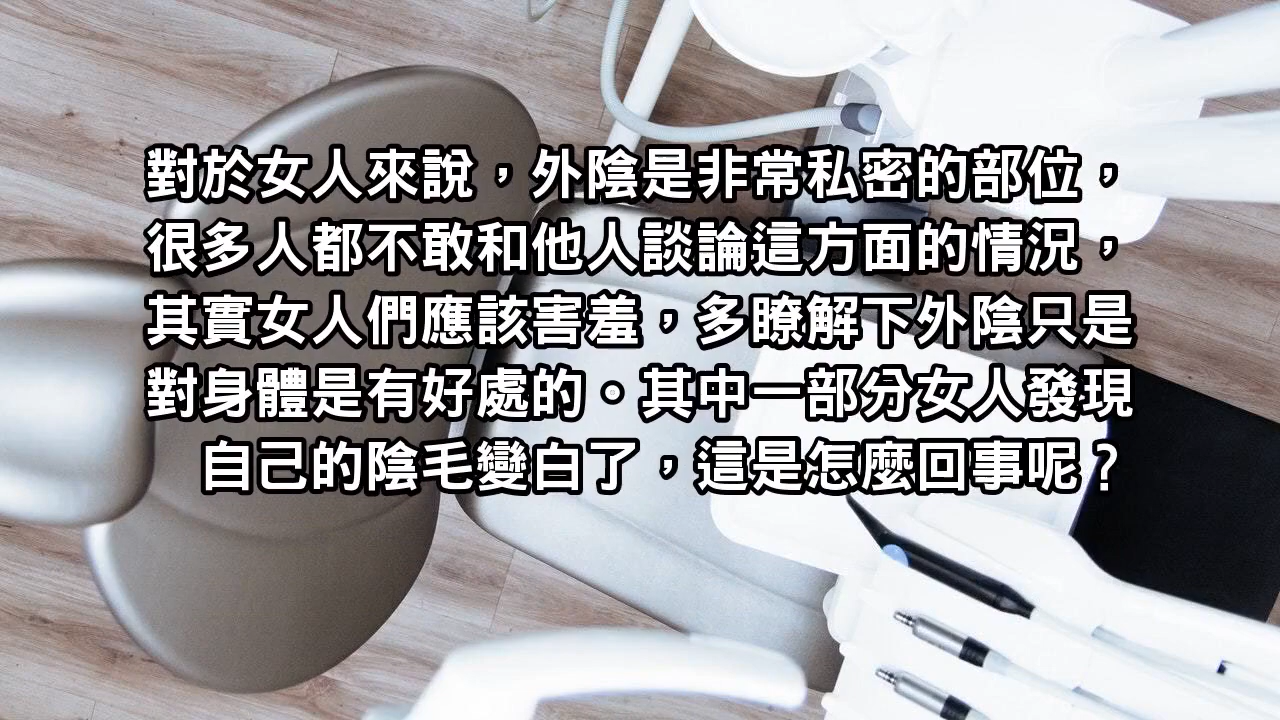 對於女人來說，外陰是非常私密的部位，
很多人都不敢和他人談論這方面的情況，
其實女人們應該害羞，多瞭解下外陰只是
對身體是有好處的。其中一部分女人發現
自己的陰毛變白了，這是怎麼回事呢？